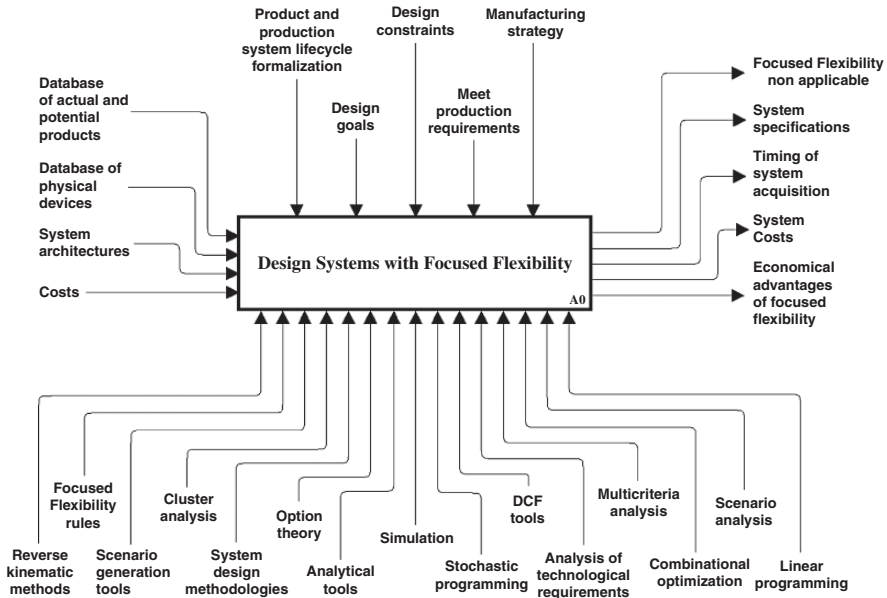 Product and
production
system lifecycle
formalization
Design
constraints
Manufacturing
strategy
Design
goals
Meet
production
requirements
Database
of actual and
potential
products
Database of
physical
devices
System
architectures
Costs
Design Systems with Focused Flexibility
A0
Focused Flexibility
non applicable
System
specifications
Timing of
system
acquisition
System
Costs
Economical
advantages
of focused
flexibility
Reverse
kinematic
methods
Focused
Flexibility
rules
Scenario
generation
tools
Cluster
analysis
System
design
methodologies
Option
theory
Analytical
tools
Simulation
Stochastic
programming
DCF
tools
Analysis of
technological
requirements
Multicriteria
analysis
Combinational
optimization
Scenario
analysis
Linear
programming